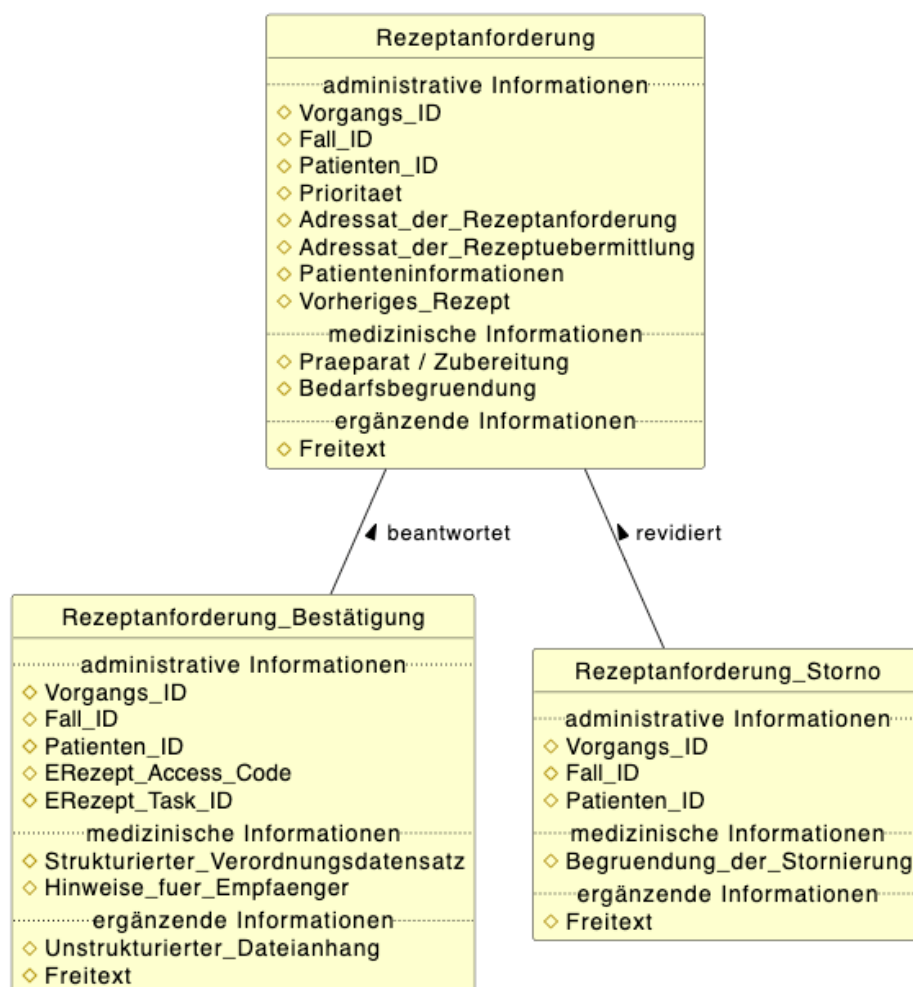 Rezeptanforderung
administrative Informationen
Vorgangs_ID
Fall_ID
Patienten_ID
Prioritaet
Adressat_der_Rezeptanforderung
Adressat_der_Rezeptuebermittlung
Patienteninformationen
Vorheriges_Rezept
medizinische Informationen
Praeparat / Zubereitung
Bedarfsbegruendung
ergänzende Informationen
Freitext
beantwortet
revidiert
Rezeptanforderung_Bestätigung
administrative Informationen
Vorgangs_ID
Fall_ID
Patienten_ID
ERezept_Access_Code
ERezept_Task_ID
medizinische Informationen
Strukturierter_Verordnungsdatensatz
Hinweise_fuer_Empfaenger
ergänzende Informationen
Unstrukturierter_Dateianhang
Freitext
Rezeptanforderung_Storno
administrative Informationen
Vorgangs_ID
Fall_ID
Patienten_ID
medizinische Informationen
Begruendung_der_Stornierung
ergänzende Informationen
Freitext